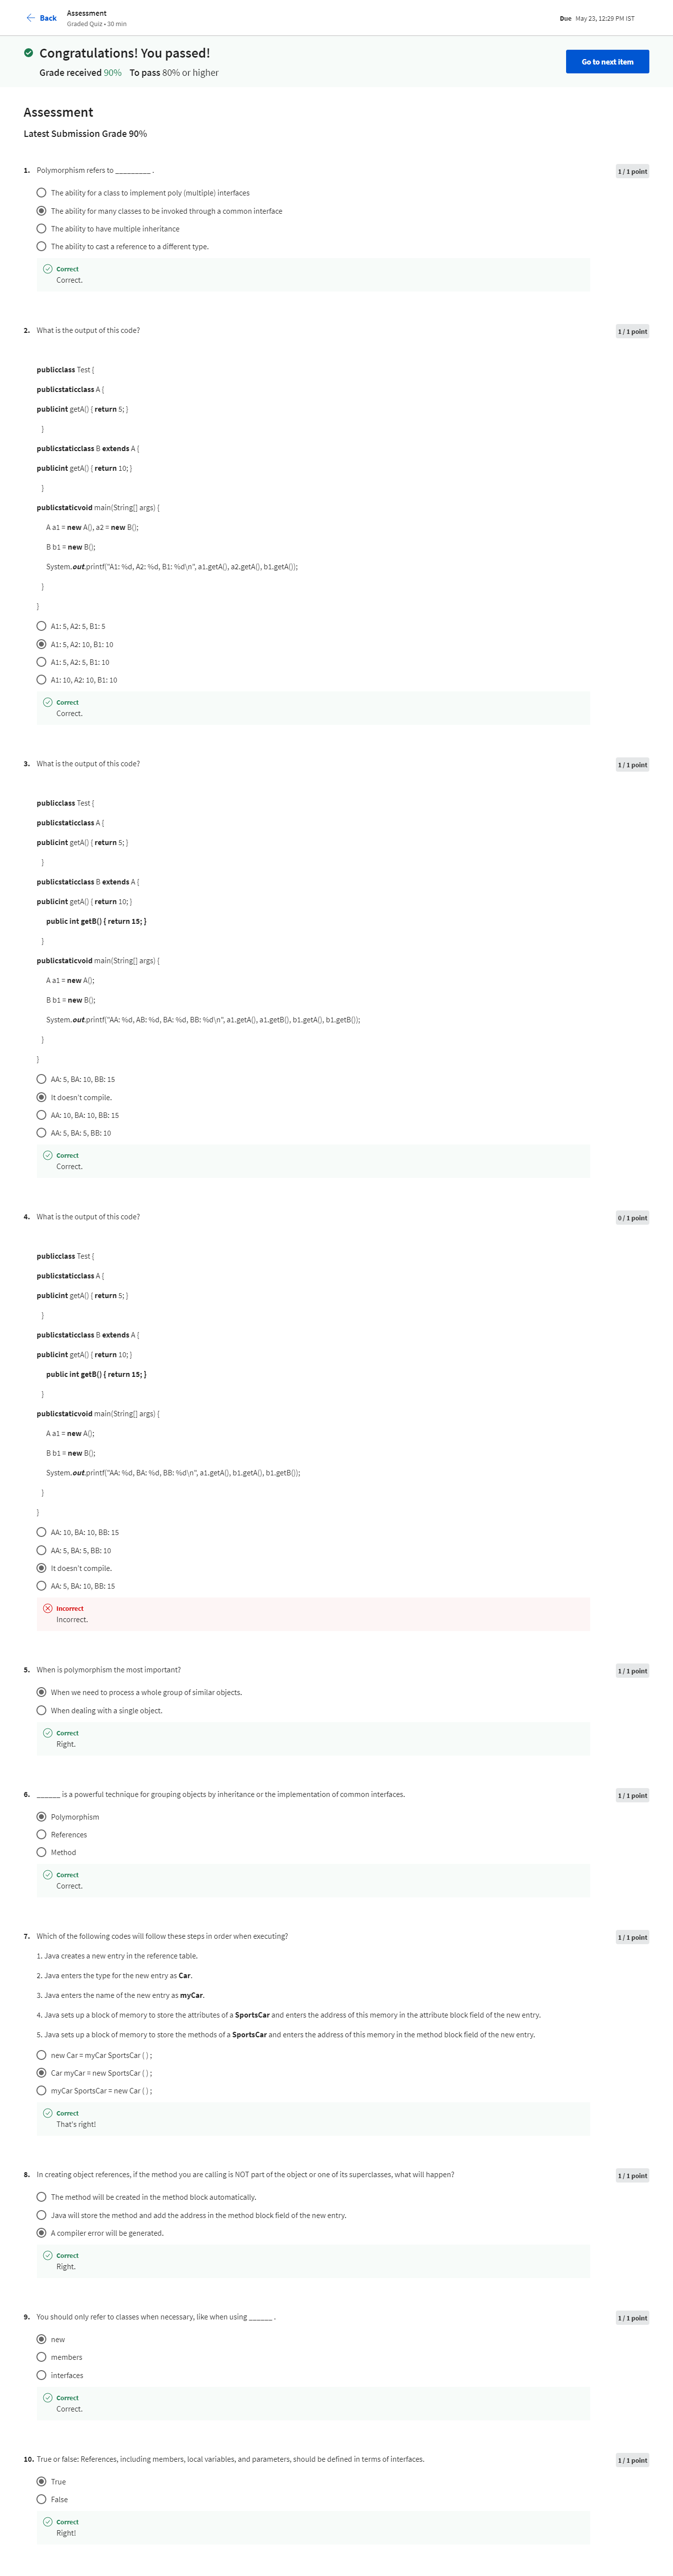 Back
Assessment
Graded Quiz • 30 min
Due May 23, 12:29 PM IST
Congratulations! You passed!
Grade received 90% To pass 80% or higher
Go to next item
Assessment
Latest Submission Grade 90%
1. Polymorphism refers to _________ .
1 / 1 point
The ability for a class to implement poly (multiple) interfaces
The ability for many classes to be invoked through a common interface
The ability to have multiple inheritance
The ability to cast a reference to a different type.
Correct
Correct.
2. What is the output of this code?
1 / 1 point
publicclass Test {
publicstaticclass A {
publicint getA() { return 5; }
}
publicstaticclass B extends A {
publicint getA() { return 10; }
}
publicstaticvoid main(String[] args) {
A a1 = new A(), a2 = new B();
B b1 = new B();
System.out.printf("A1: %d, A2: %d, B1: %d\n", a1.getA(), a2.getA(), b1.getA());
}
}
A1: 5, A2: 5, B1: 5
A1: 5, A2: 10, B1: 10
A1: 5, A2: 5, B1: 10
A1: 10, A2: 10, B1: 10
Correct
Correct.
3. What is the output of this code?
1 / 1 point
publicclass Test {
publicstaticclass A {
publicint getA() { return 5; }
}
publicstaticclass B extends A {
publicint getA() { return 10; }
public int getB() { return 15; }
}
publicstaticvoid main(String[] args) {
A a1 = new A();
B b1 = new B();
System.out.printf("AA: %d, AB: %d, BA: %d, BB: %d\n", a1.getA(), a1.getB(), b1.getA(), b1.getB());
}
}
AA: 5, BA: 10, BB: 15
It doesn't compile.
AA: 10, BA: 10, BB: 15
AA: 5, BA: 5, BB: 10
Correct
Correct.
4. What is the output of this code?
0 / 1 point
publicclass Test {
publicstaticclass A {
publicint getA() { return 5; }
}
publicstaticclass B extends A {
publicint getA() { return 10; }
public int getB() { return 15; }
}
publicstaticvoid main(String[] args) {
A a1 = new A();
B b1 = new B();
System.out.printf("AA: %d, BA: %d, BB: %d\n", a1.getA(), b1.getA(), b1.getB());
}
}
AA: 10, BA: 10, BB: 15
AA: 5, BA: 5, BB: 10
It doesn't compile.
AA: 5, BA: 10, BB: 15
Incorrect
Incorrect.
5. When is polymorphism the most important?
1 / 1 point
When we need to process a whole group of similar objects.
When dealing with a single object.
Correct
Right.
6. ______ is a powerful technique for grouping objects by inheritance or the implementation of common interfaces.
1 / 1 point
Polymorphism
References
Method
Correct
Correct.
7. Which of the following codes will follow these steps in order when executing?
1 / 1 point
1. Java creates a new entry in the reference table.
2. Java enters the type for the new entry as Car.
3. Java enters the name of the new entry as myCar.
4. Java sets up a block of memory to store the attributes of a SportsCar and enters the address of this memory in the attribute block field of the new entry.
5. Java sets up a block of memory to store the methods of a SportsCar and enters the address of this memory in the method block field of the new entry.
new Car = myCar SportsCar ( ) ;
Car myCar = new SportsCar ( ) ;
myCar SportsCar = new Car ( ) ;
Correct
That's right!
8. In creating object references, if the method you are calling is NOT part of the object or one of its superclasses, what will happen?
1 / 1 point
The method will be created in the method block automatically.
Java will store the method and add the address in the method block field of the new entry.
A compiler error will be generated.
Correct
Right.
9. You should only refer to classes when necessary, like when using ______ .
1 / 1 point
new
members
interfaces
Correct
Correct.
10. True or false: References, including members, local variables, and parameters, should be defined in terms of interfaces.
1 / 1 point
True
False
Correct
Right!